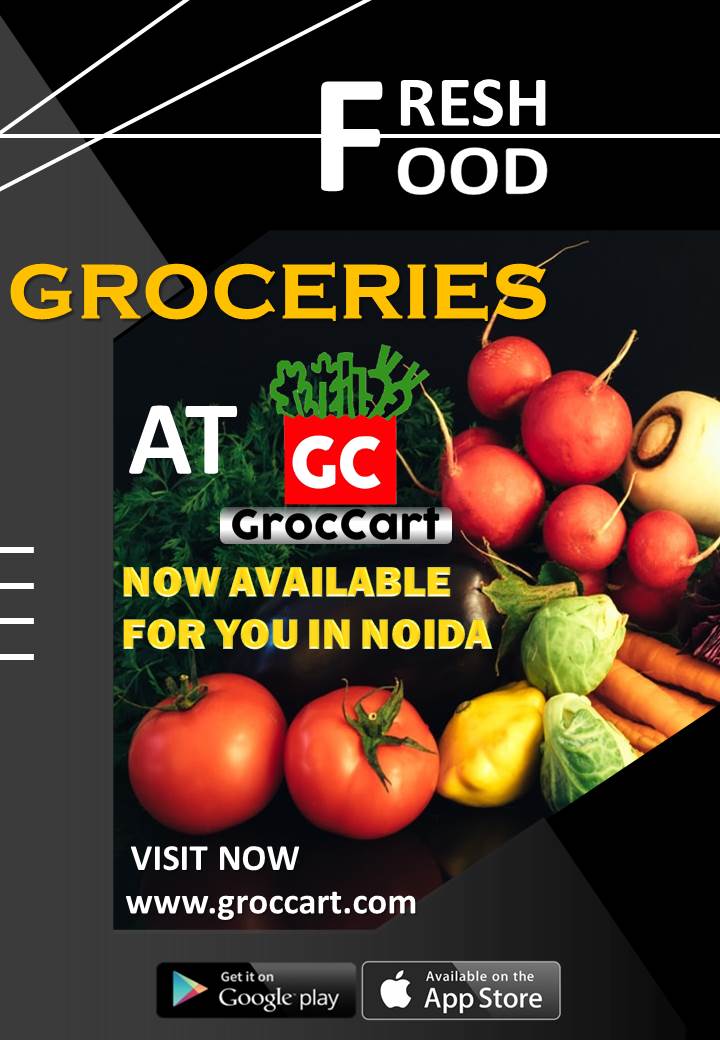 FRESH
FOOD
GROCERIES
AT
GC
GrocCart
NOW AVAILABLE
FOR YOU IN NOIDA
VISIT NOW
www.groccart.com
Get it on
Google play
Available on the
App Store